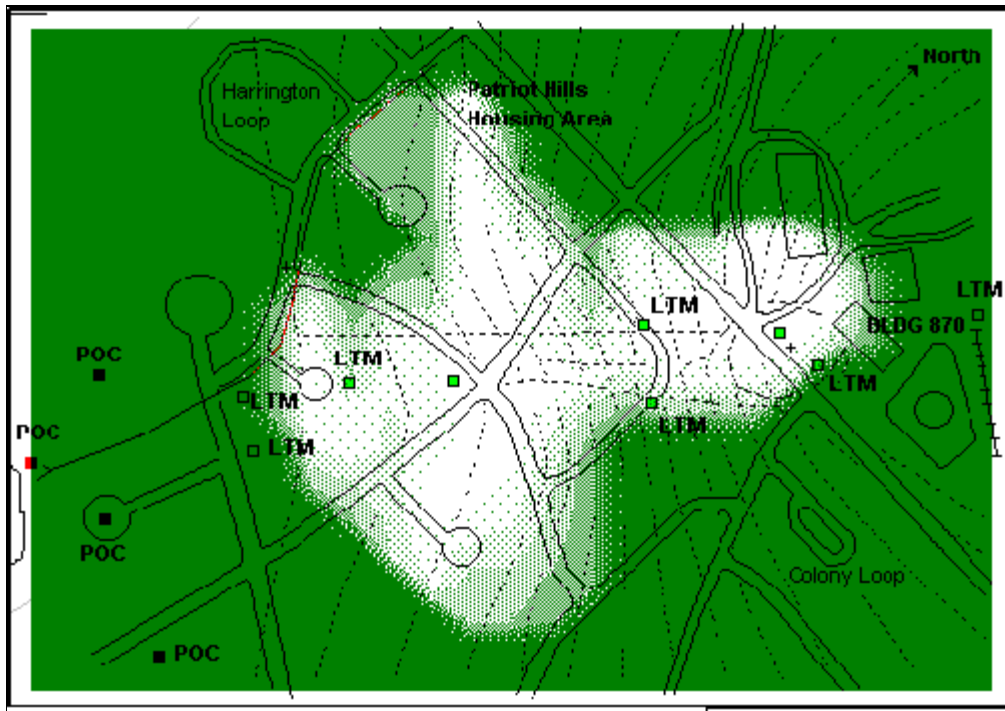 North
Harrington
Loop
Patriot Hills
Housing Area
LTM
LTM
BLDG 870
POC
LTM
LTM
LTM
LTM
POC
LTM
POC
Colony Loop
POC